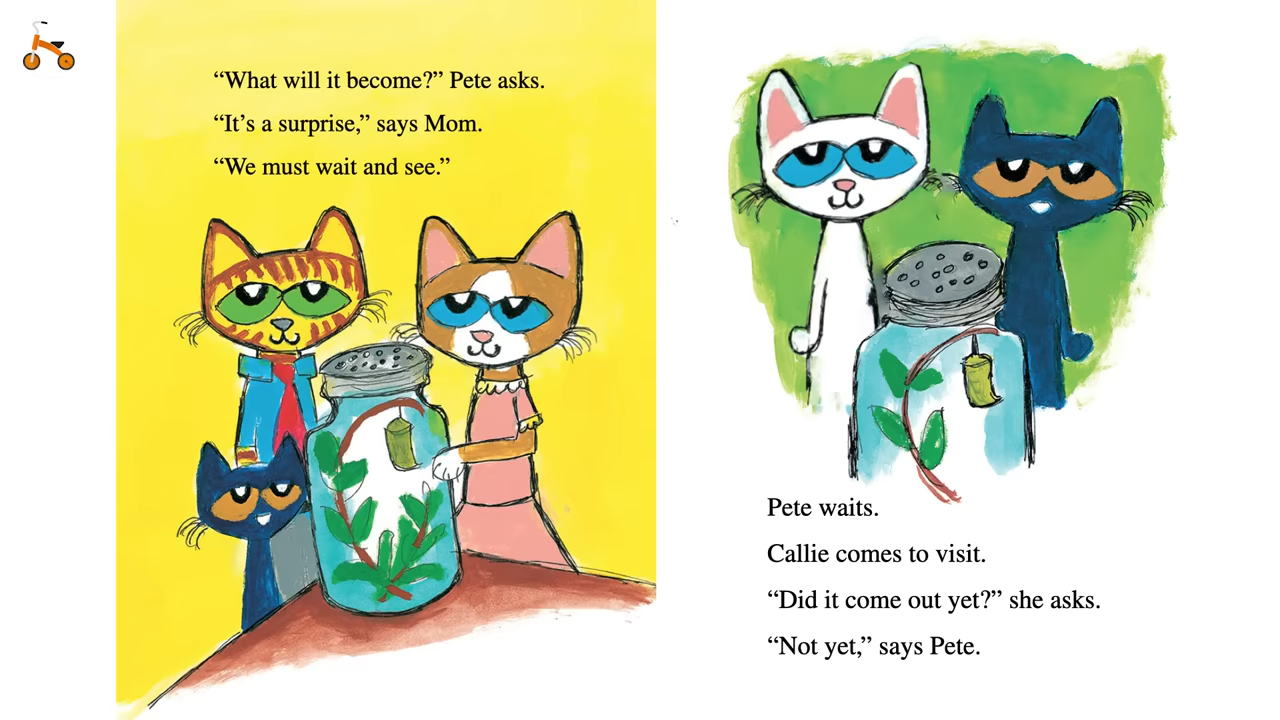 “What will it become?” Pete asks.
“It’s a surprise,” says Mom.
“We must wait and see.”
Pete waits.
Callie comes to visit.
“Did it come out yet?” she asks.
“Not yet,” says Pete.